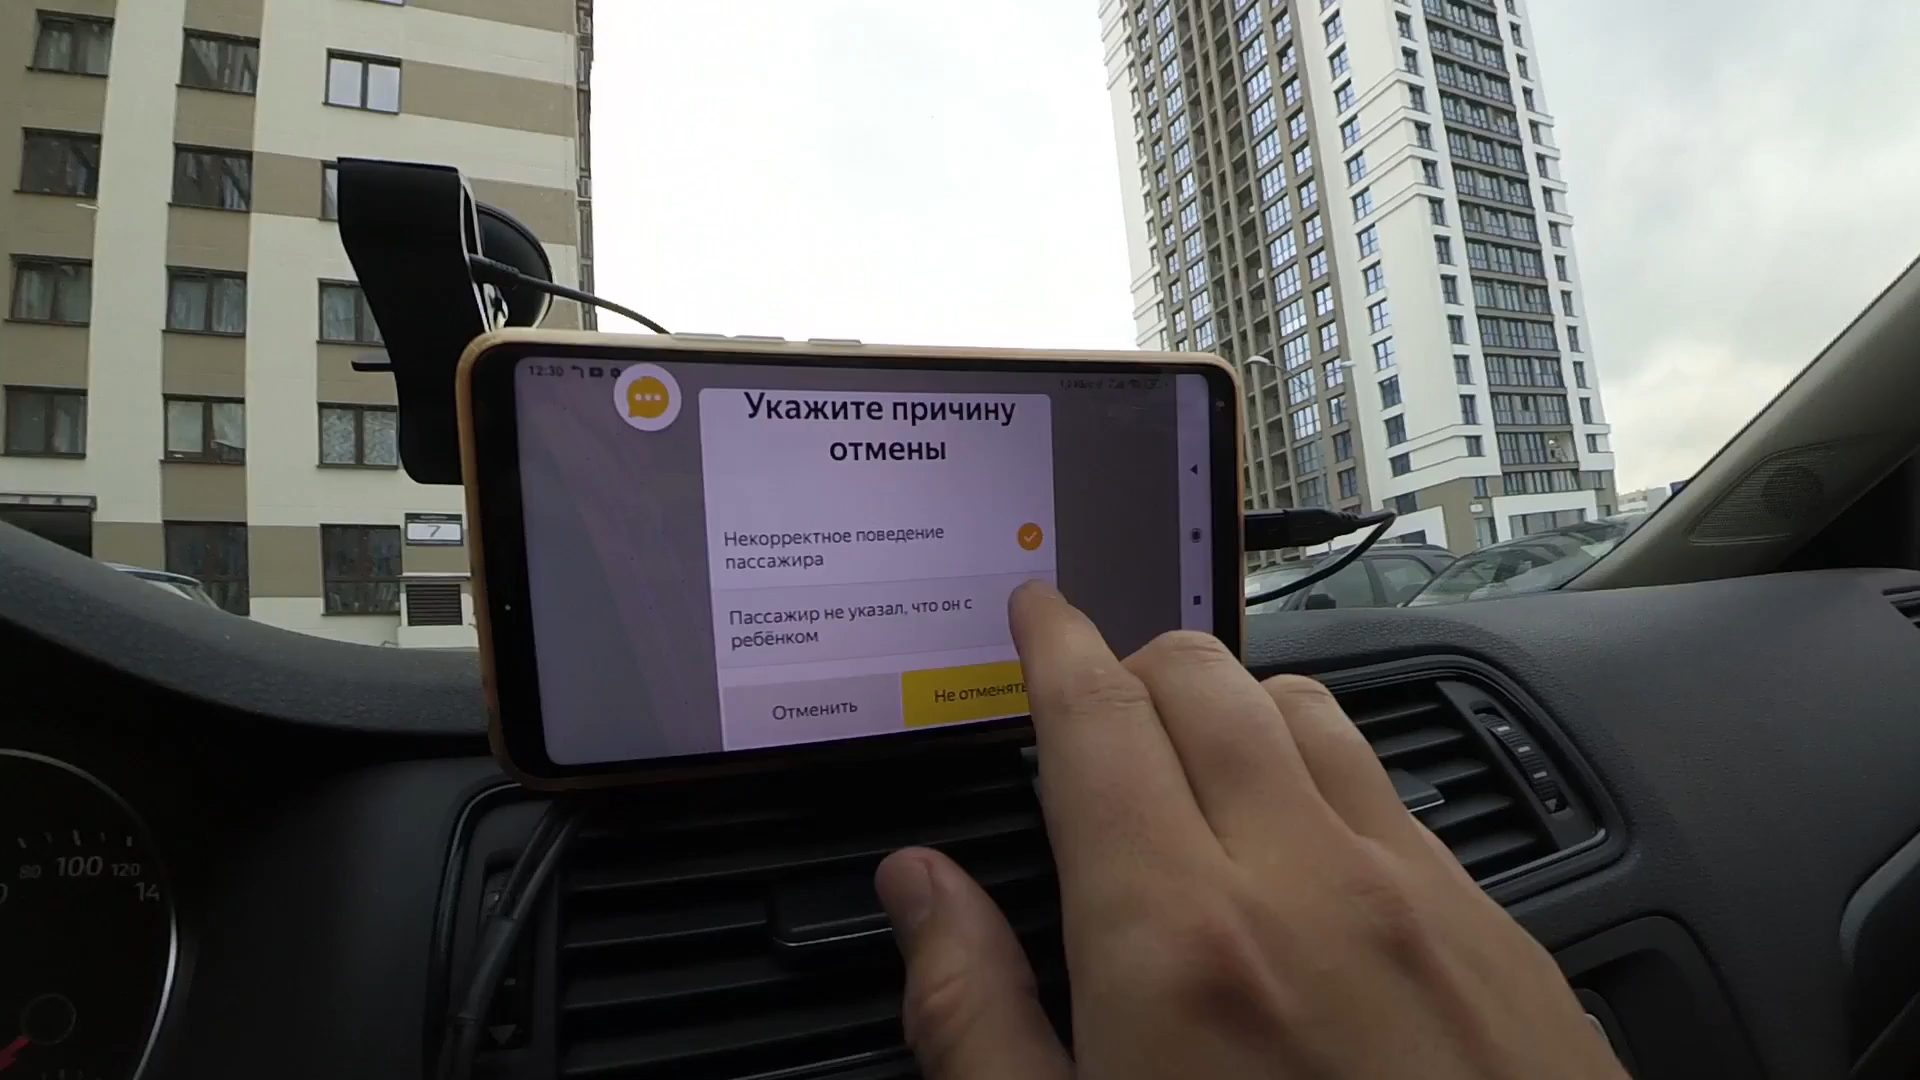 12:30
Укажите причину
отмены
Некорректное поведение
пассажира
Пассажир не указал, что он с
ребёнком
Отменить
Не отменять
7
80 100 120